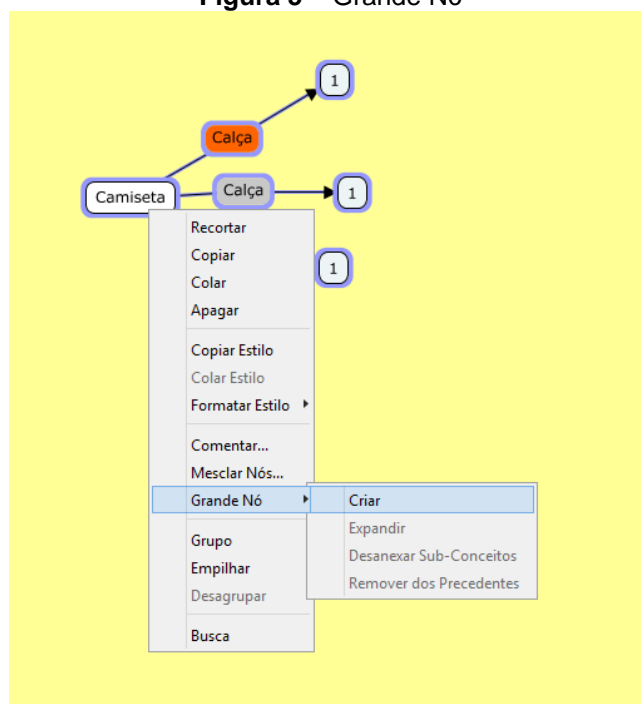 Figura 3 – Grande Nó
1
Calça
Camiseta
Calça
1
1
Recortar
Copiar
Colar
Apagar
Copiar Estilo
Colar Estilo
Formatar Estilo
Comentar...
Mesclar Nós...
Grande Nó
Criar
Expandir
Desanexar Sub-Conceitos
Remover dos Precedentes
Grupo
Empilhar
Desagrupar
Busca